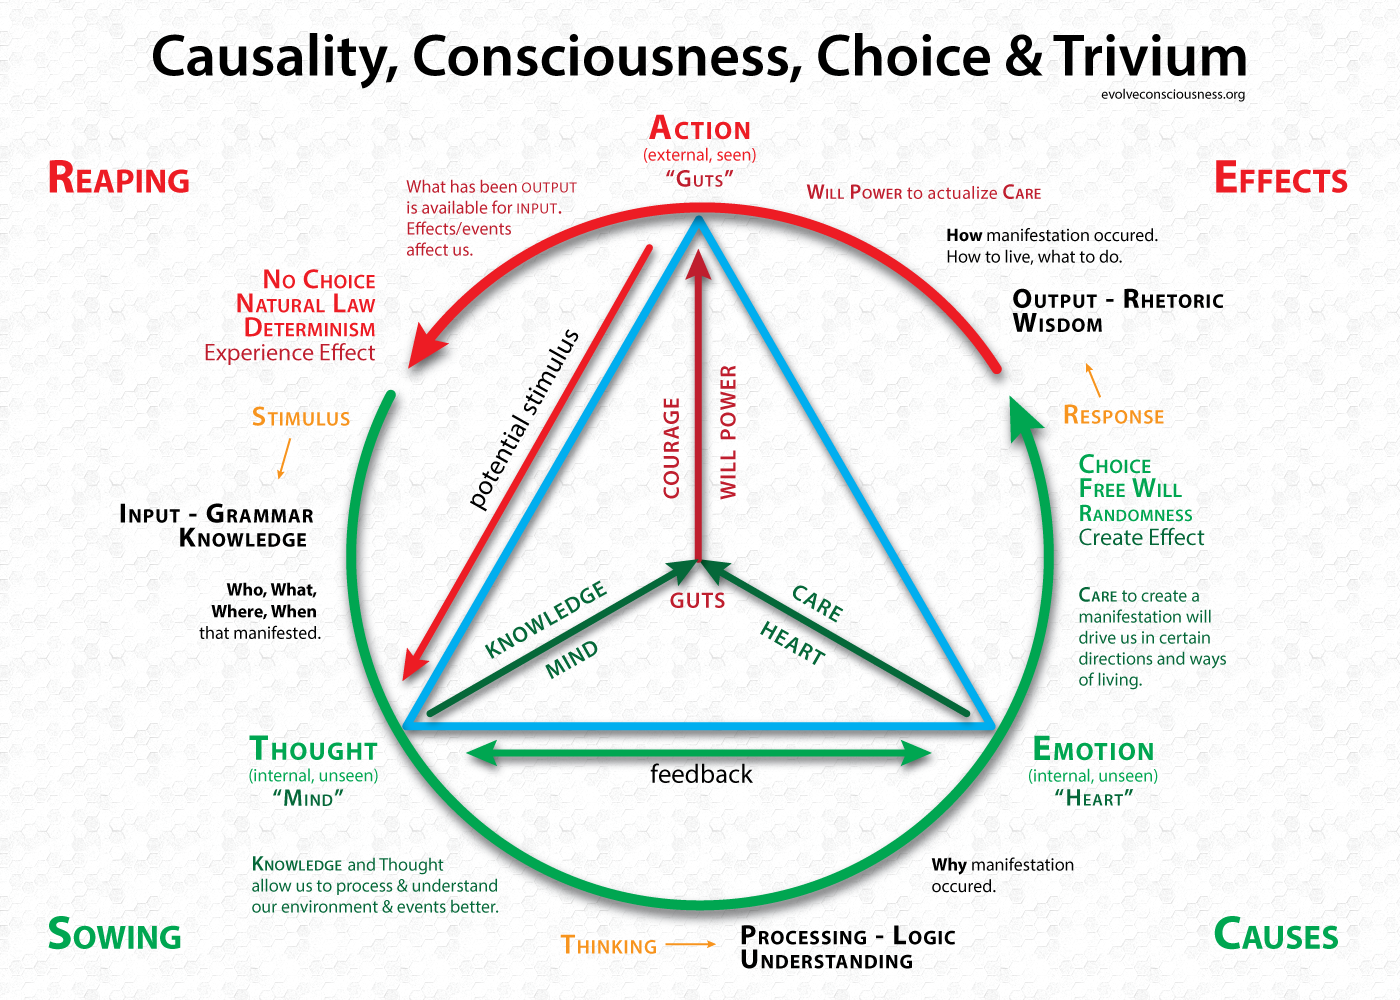 Causality, Consciousness, Choice & Trivium
evolveconsciousness.org
ACTION
(external, seen)
"GUTS"
REAPING
EFFECTS
What has been OUTPUT
is available for INPUT.
Effects/events
affect us.
WILL POWER to actualize CARE
How manifestation occured.
How to live, what to do.
NO CHOICE
NATURAL LAW
DETERMINISM
Experience Effect
OUTPUT - RHETORIC
WISDOM
STIMULUS
RESPONSE
potential stimulus
COURAGE
WILL POWER
CHOICE
FREE WILL
RANDOMNESS
Create Effect
INPUT - GRAMMAR
KNOWLEDGE
Who, What,
Where, When
that manifested.
KNOWLEDGE
MIND
GUTS
CARE
HEART
CARE to create a
manifestation will
drive us in certain
directions and ways
of living.
THOUGHT
(internal, unseen)
"MIND"
feedback
EMOTION
(internal, unseen)
"HEART"
KNOWLEDGE and Thought
allow us to process & understand
our environment & events better.
Why manifestation
occured.
SOWING
CAUSES
THINKING
PROCESSING - LOGIC
UNDERSTANDING